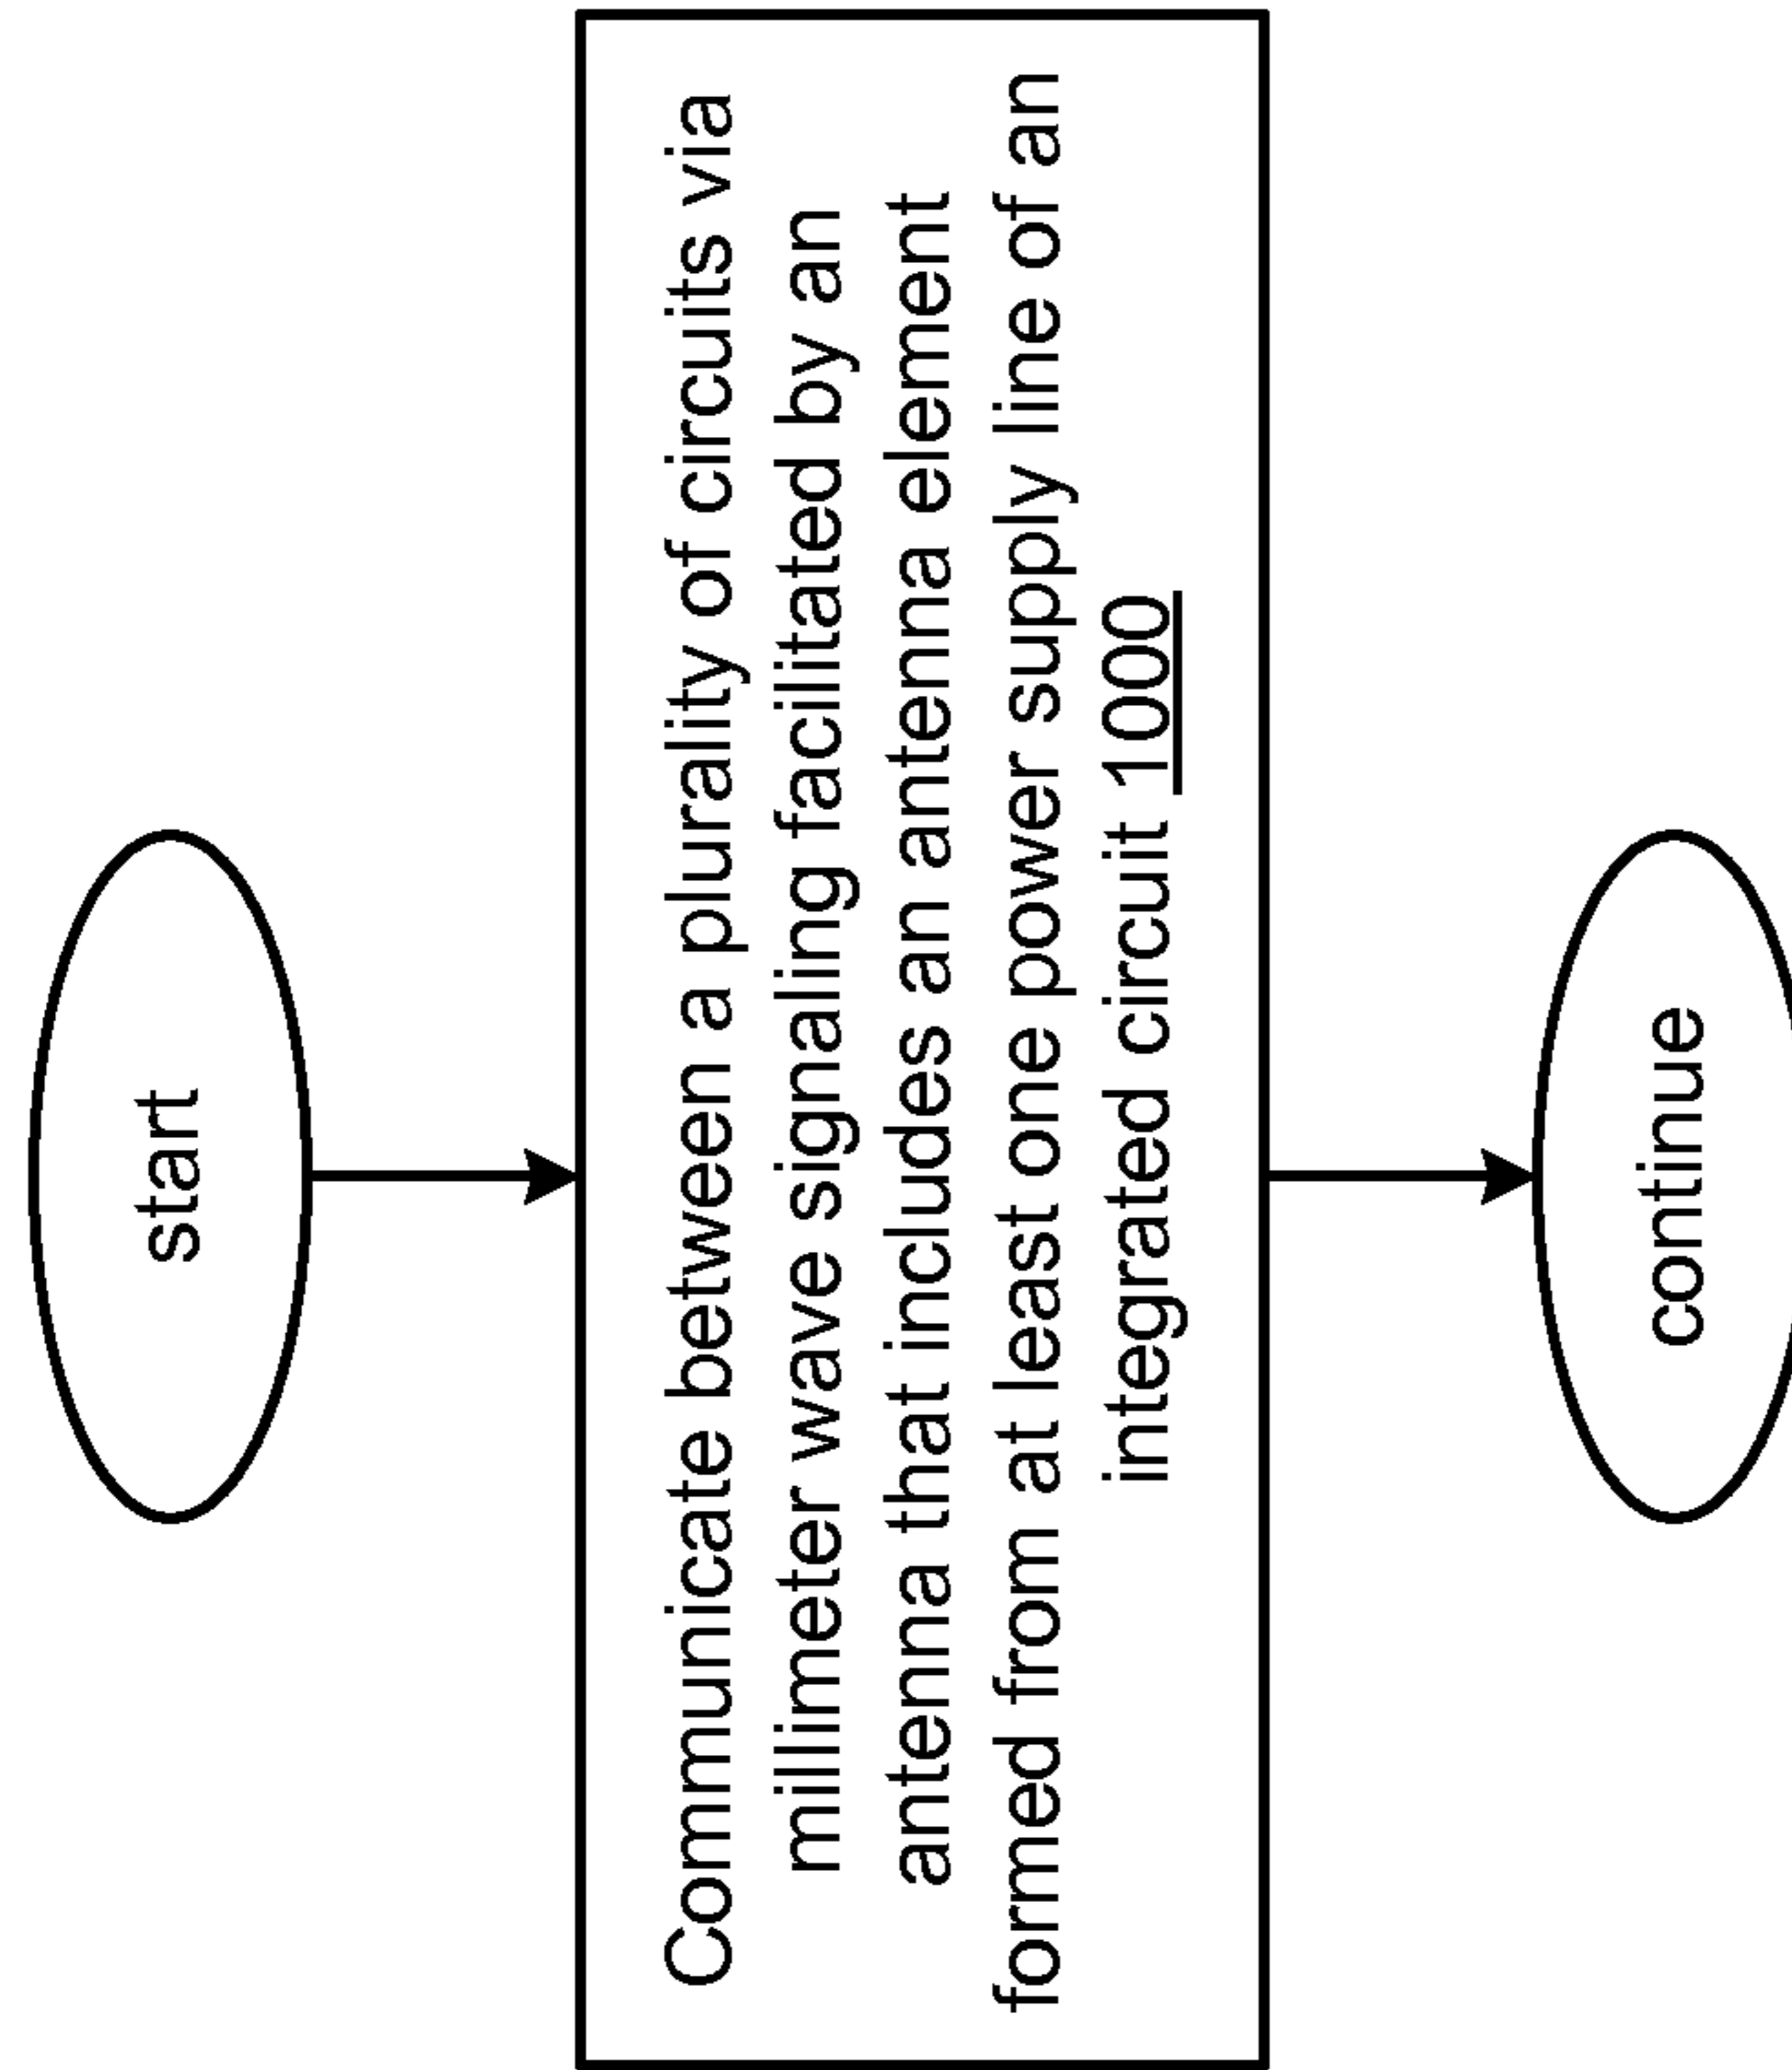 start
Communicate between a plurality of circuits via
millimeter wave signaling facilitated by an
antenna that includes an antenna element
formed from at least one power supply line of an
integrated circuit 1000
continue